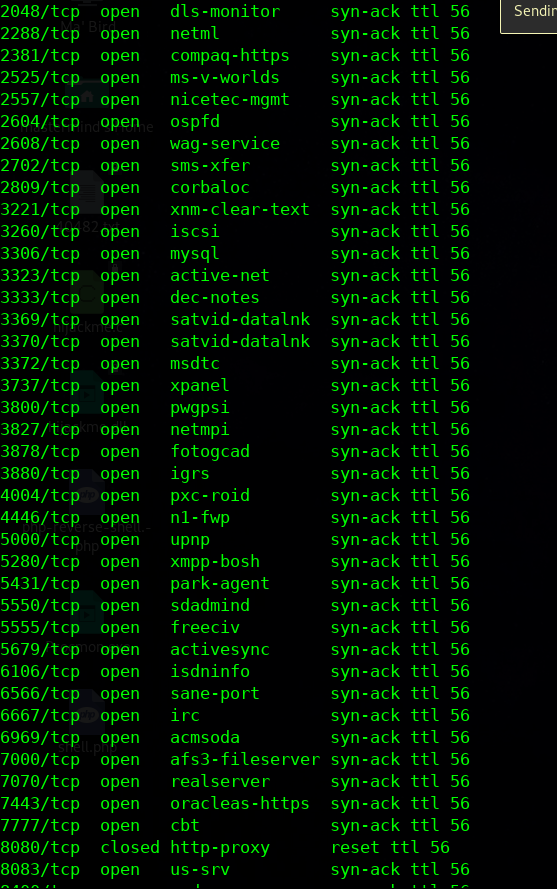 2048/tcp open dls-monitor syn-ack ttl 56
Sendin
2288/tcp open netml syn-ack ttl 56
2381/tcp open compaq-https syn-ack ttl 56
2525/tcp open ms-v-worlds syn-ack ttl 56
2557/tcp open nicetec-mgmt syn-ack ttl 56
2604/tcp open ospfd syn-ack ttl 56
2608/tcp open wag-service syn-ack ttl 56
2702/tcp open sms-xfer syn-ack ttl 56
2809/tcp open corbaloc syn-ack ttl 56
3221/tcp open xnm-clear-text syn-ack ttl 56
3260/tcp open iscsi syn-ack ttl 56
3306/tcp open mysql syn-ack ttl 56
3323/tcp open active-net syn-ack ttl 56
3333/tcp open dec-notes syn-ack ttl 56
3369/tcp open satvid-datalnk syn-ack ttl 56
3370/tcp open satvid-datalnk syn-ack ttl 56
3372/tcp open msdtc syn-ack ttl 56
3737/tcp open xpanel syn-ack ttl 56
3800/tcp open pwgpsi syn-ack ttl 56
3827/tcp open netmpi syn-ack ttl 56
3878/tcp open fotogcad syn-ack ttl 56
3880/tcp open igrs syn-ack ttl 56
4004/tcp open pxc-roid syn-ack ttl 56
4446/tcp open n1-fwp syn-ack ttl 56
5000/tcp open upnp syn-ack ttl 56
5280/tcp open xmpp-bosh syn-ack ttl 56
5431/tcp open park-agent syn-ack ttl 56
5550/tcp open sdadmind syn-ack ttl 56
5555/tcp open freeciv syn-ack ttl 56
5679/tcp open activesync syn-ack ttl 56
6106/tcp open isdninfo syn-ack ttl 56
6566/tcp open sane-port syn-ack ttl 56
6667/tcp open irc syn-ack ttl 56
6969/tcp open acmsoda syn-ack ttl 56
shell.php
7000/tcp open afs3-fileserver syn-ack ttl 56
7070/tcp open realserver syn-ack ttl 56
7443/tcp open oracleas-https syn-ack ttl 56
7777/tcp open cbt syn-ack ttl 56
8080/tcp closed http-proxy reset ttl 56
8083/tcp open us-srv syn-ack ttl 56